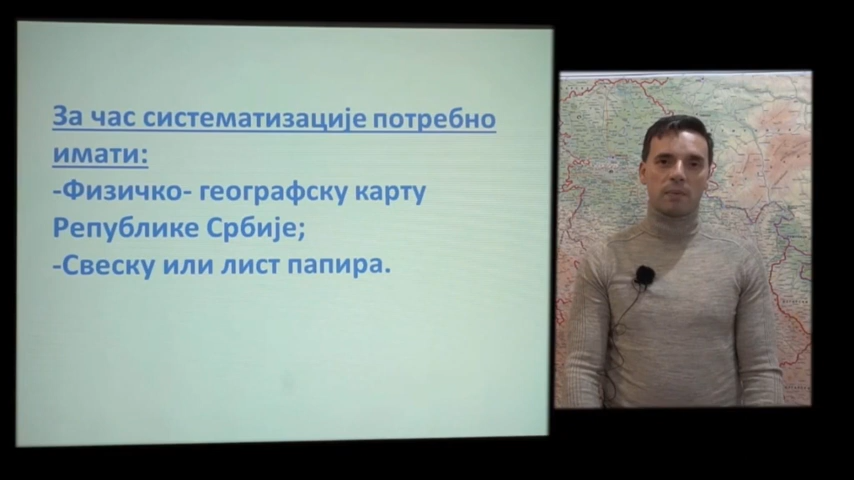 За час систематизације потребно
имати:
-Физичко- географску карту
Републике Србије;
-Свеску или лист папира.